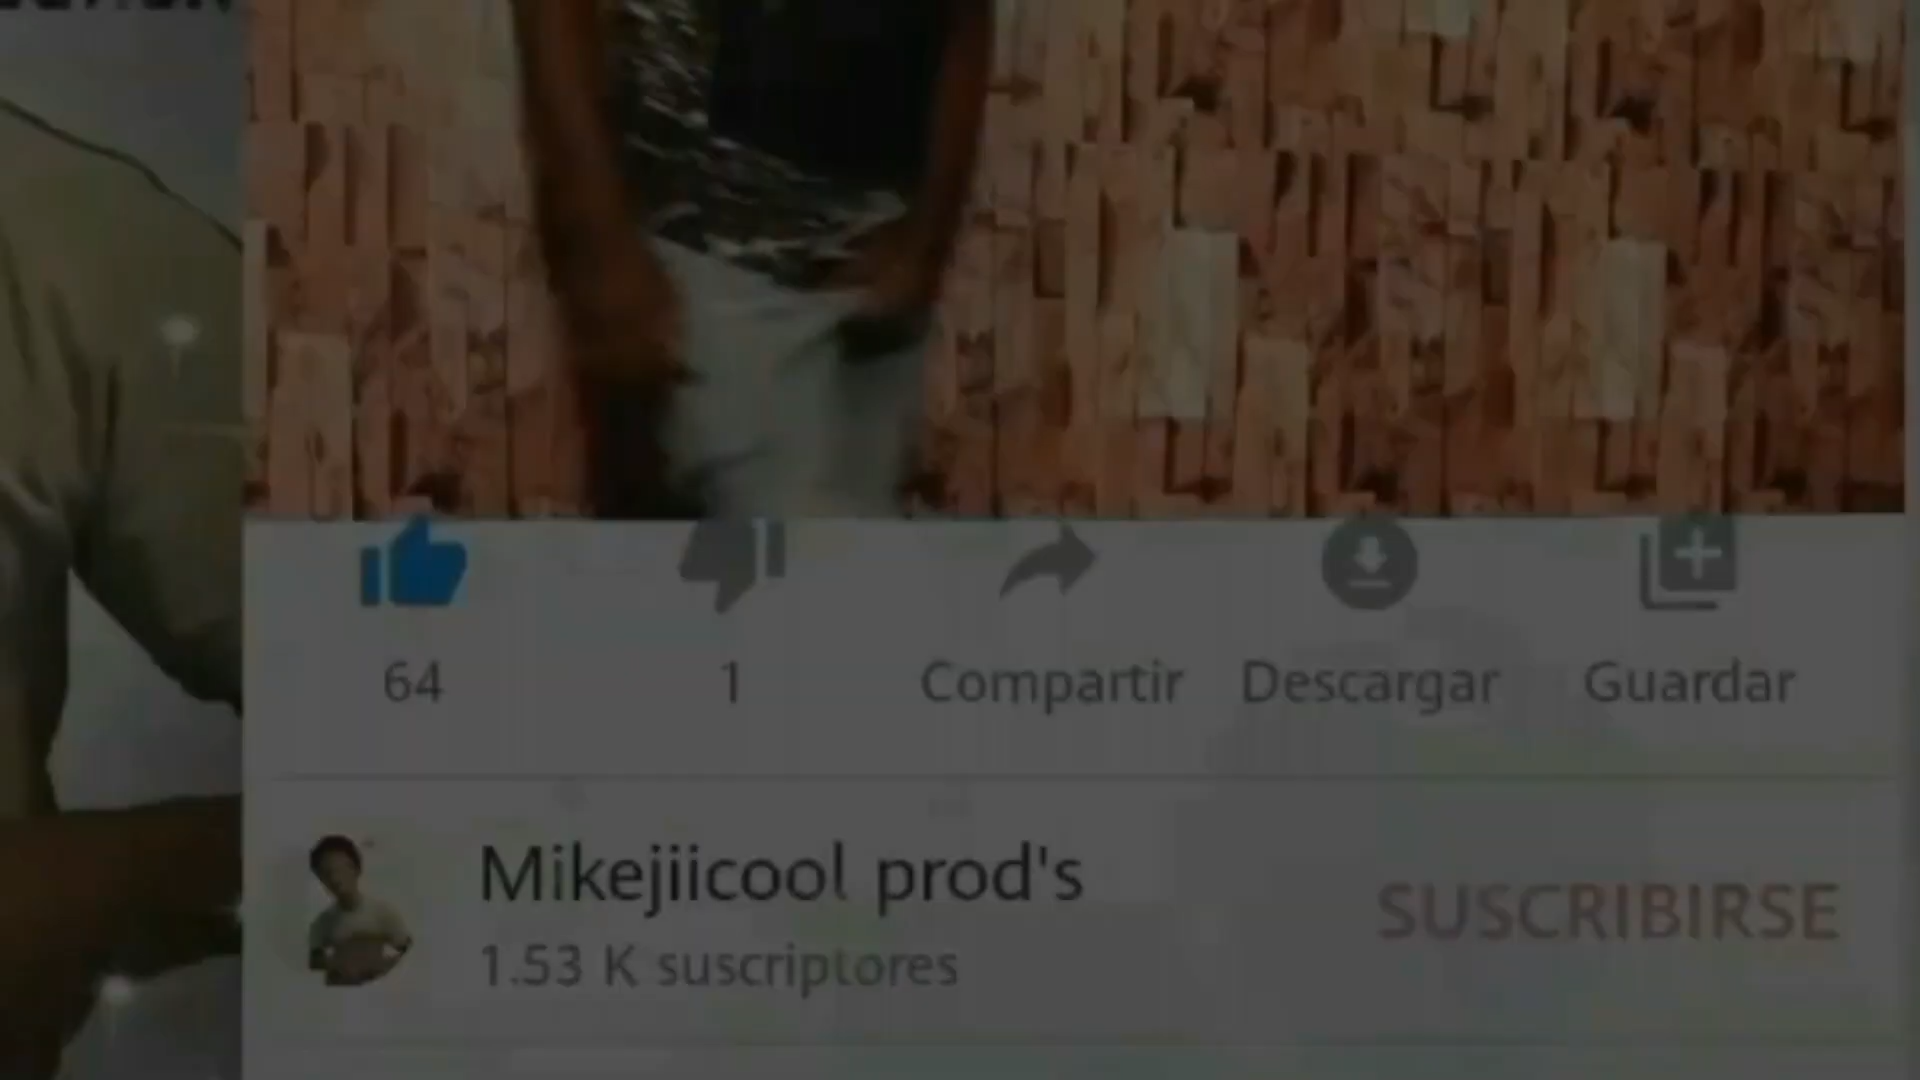 64
1
Compartir
Descargar
Guardar
Mikejiicool prod's
SUSCRIBIRSE
1.53 K suscriptores